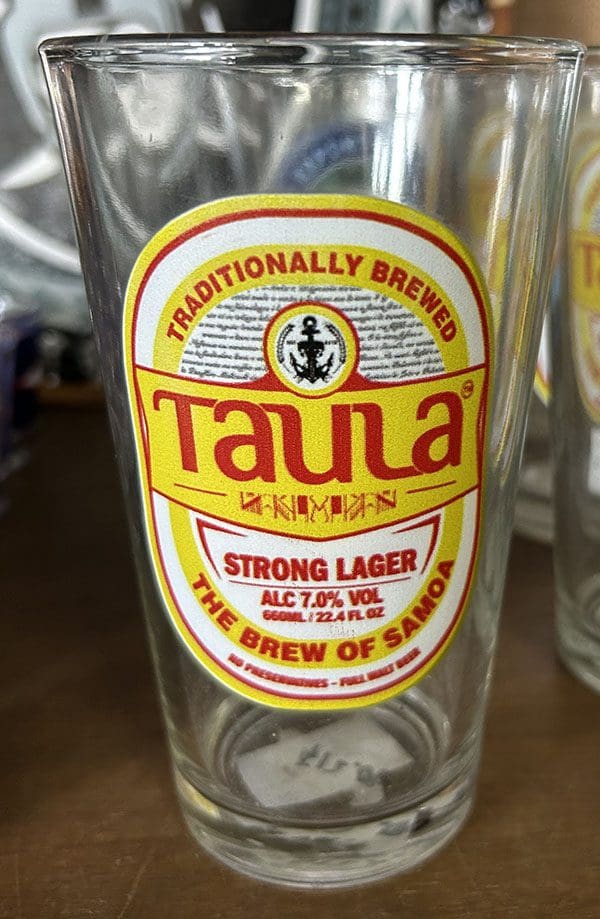 TRADITIONALLY BREWED
Taula
STRONG LAGER
ALC 7.0% VOL
660ML / 22.4 FL OZ
THE BREW OF SAMOA
NO PRESERVATIVES - FULL MALT BEER